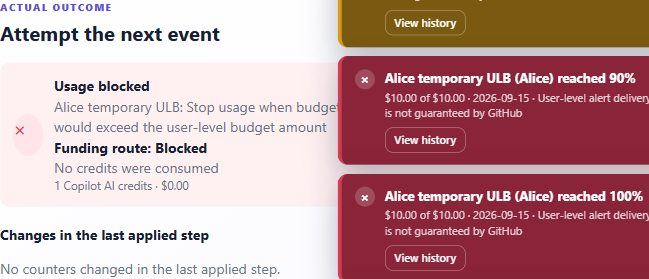 ACTUAL OUTCOME
Attempt the next event
Usage blocked
Alice temporary ULB (Alice): Stop usage when budget
would exceed the user-level budget amount
Funding route: Blocked
No credits were consumed
1 Copilot AI credits · $0.00
Changes in the last applied step
No counters changed in the last applied step.
View history
Alice temporary ULB (Alice) reached 90%
$10.00 of $10.00 · 2026-09-15 · User-level alert delivery
is not guaranteed by GitHub
View history
Alice temporary ULB (Alice) reached 100%
$10.00 of $10.00 · 2026-09-15 · User-level alert delivery
is not guaranteed by GitHub
View history